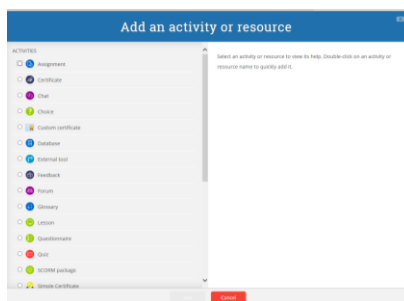 Add an activity or resource
ACTIVITIES
Assignment
Certificate
Chat
Choice
Custom certificate
Database
External tool
Feedback
Forum
Glossary
Lesson
Questionnaire
Quiz
SCORM package
Simple Certificate
Select an activity or resource to view its help. Double-click on an activity or
resource name to quickly add it.
Cancel